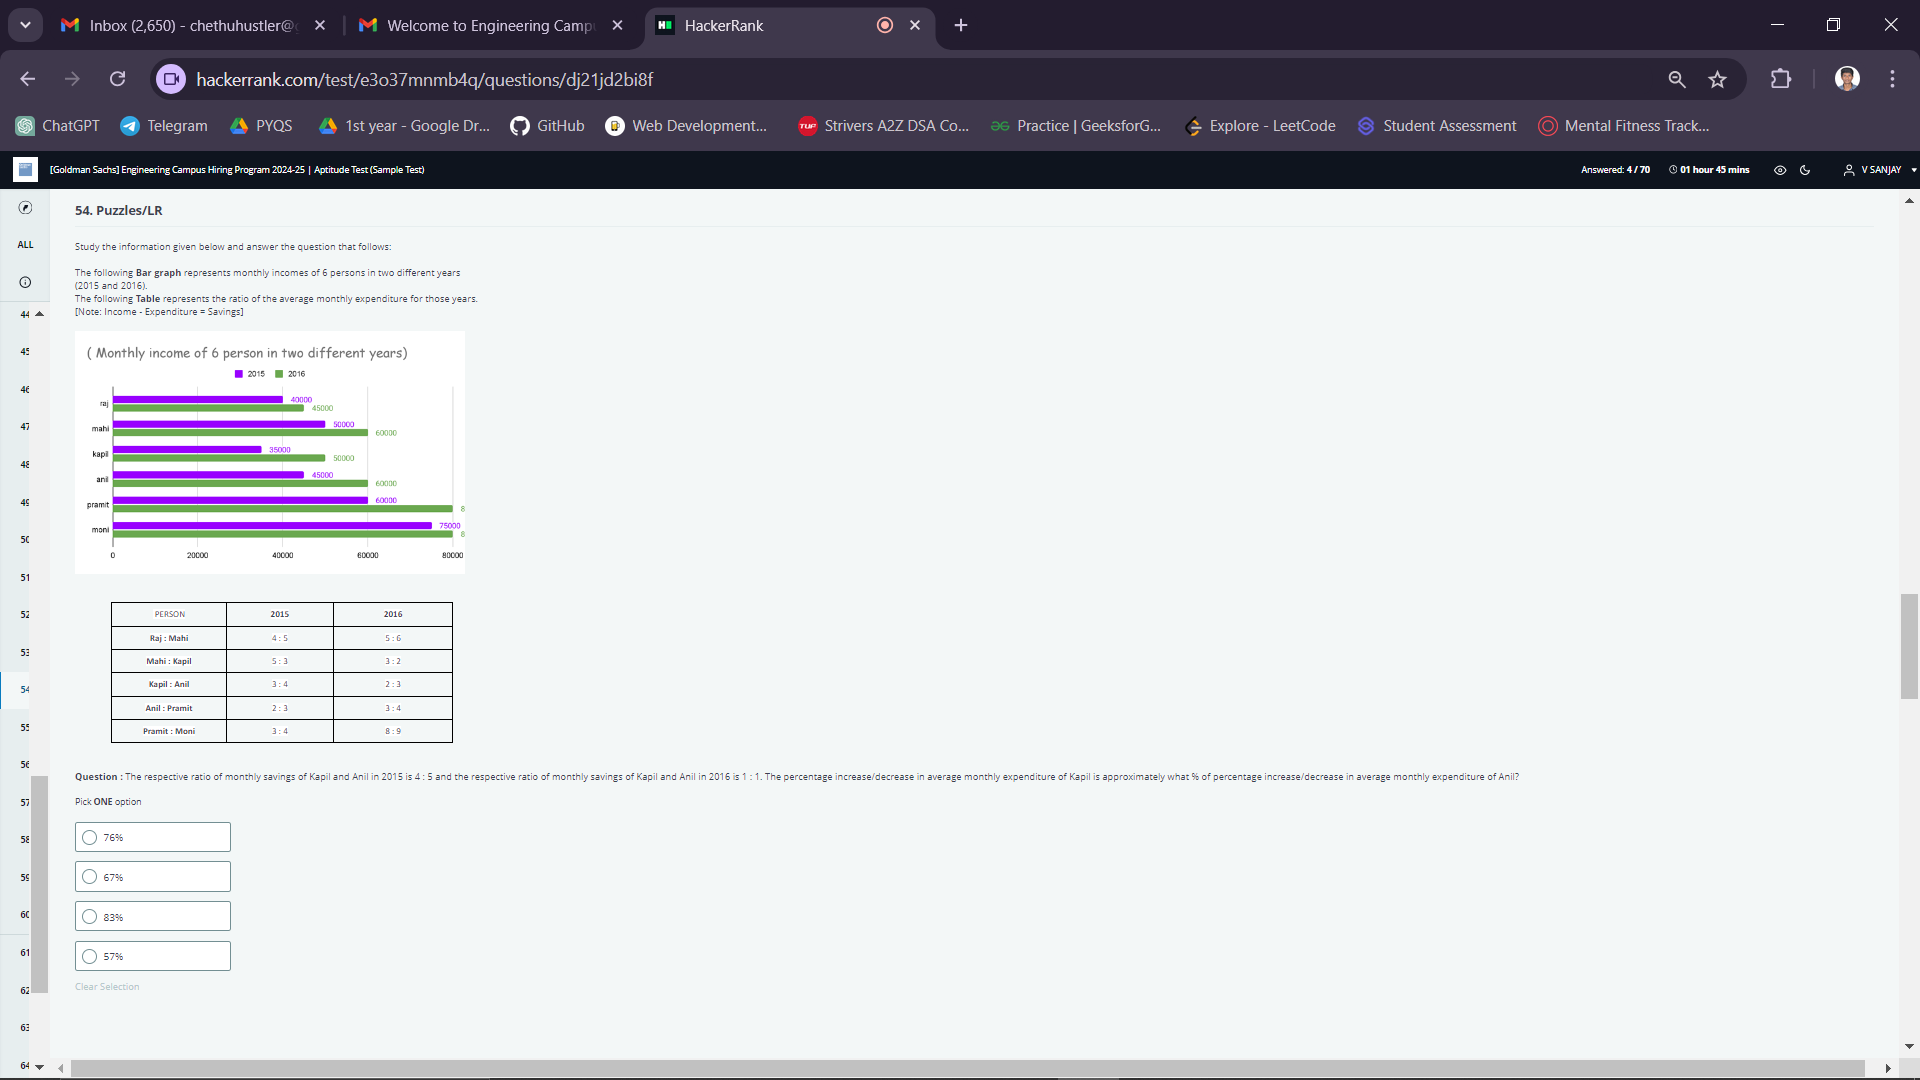 Inbox (2,650) - chethuhustler@g
Welcome to Engineering Camp
HackerRank
hackerrank.com/test/e3o37mnmb4q/questions/dj21jd2bi8f
ChatGPT
Telegram
PYQS
1st year - Google Dr...
GitHub
Web Development...
TUF Strivers A2Z DSA Co...
Practice | GeeksforG...
Explore - LeetCode
Student Assessment
Mental Fitness Track...
[Goldman Sachs] Engineering Campus Hiring Program 2024-25 | Aptitude Test (Sample Test)
Answered: 4 / 70
01 hour 45 mins
V SANJAY
ALL
44
45
46
47
48
49
50
51
52
53
54
55
56
57
58
59
60
61
62
63
64
54. Puzzles/LR
Study the information given below and answer the question that follows:
The following Bar graph represents monthly incomes of 6 persons in two different years
(2015 and 2016).
The following Table represents the ratio of the average monthly expenditure for those years.
[Note: Income - Expenditure = Savings]
( Monthly income of 6 person in two different years)
2015 2016
raj 40000
45000
mahi 50000
60000
kapil 35000
50000
anil 45000
60000
pramit 60000
8
moni 75000
8
0 20000 40000 60000 80000
PERSON 2015 2016
Raj : Mahi 4 : 5 5 : 6
Mahi : Kapil 5 : 3 3 : 2
Kapil : Anil 3 : 4 2 : 3
Anil : Pramit 2 : 3 3 : 4
Pramit : Moni 3 : 4 8 : 9
Question : The respective ratio of monthly savings of Kapil and Anil in 2015 is 4 : 5 and the respective ratio of monthly savings of Kapil and Anil in 2016 is 1 : 1. The percentage increase/decrease in average monthly expenditure of Kapil is approximately what % of percentage increase/decrease in average monthly expenditure of Anil?
Pick ONE option
76%
67%
83%
57%
Clear Selection